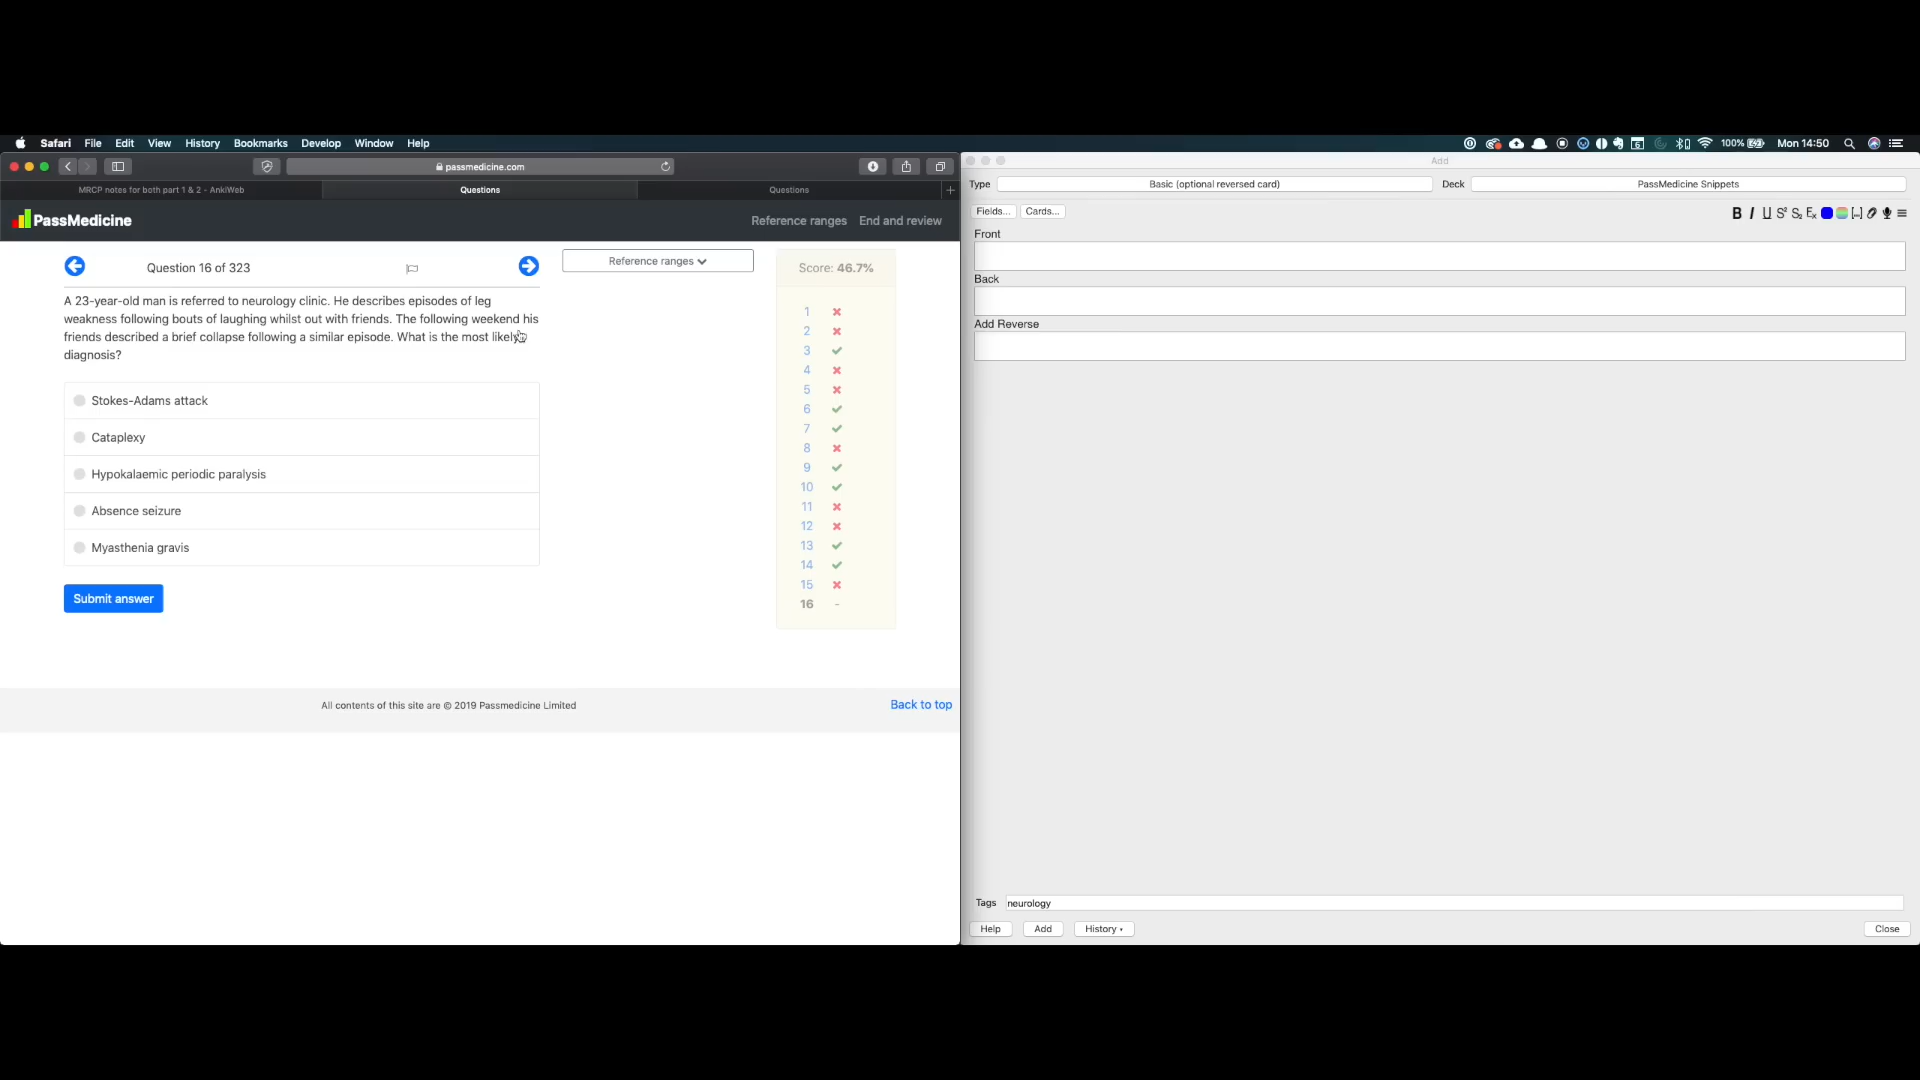 Safari File Edit View History Bookmarks Develop Window Help
100% Mon 14:50
passmedicine.com
MRCP notes for both part 1 & 2 - AnkiWeb
Questions
Questions
PassMedicine
Reference ranges End and review
Question 16 of 323
A 23-year-old man is referred to neurology clinic. He describes episodes of leg
weakness following bouts of laughing whilst out with friends. The following weekend his
friends described a brief collapse following a similar episode. What is the most likely
diagnosis?
Stokes-Adams attack
Cataplexy
Hypokalaemic periodic paralysis
Absence seizure
Myasthenia gravis
Submit answer
Reference ranges
Score: 46.7%
1
2
3
4
5
6
7
8
9
10
11
12
13
14
15
16 -
All contents of this site are © 2019 Passmedicine Limited
Back to top
Add
Type Basic (optional reversed card) Deck PassMedicine Snippets
Fields... Cards...
B I U S² S₂ Eₓ [...]
Front
Back
Add Reverse
Tags neurology
Help Add History Close